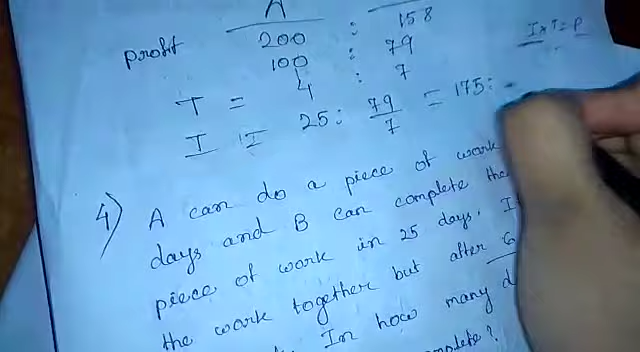 A
: 158
profit 200
100 : 79
I × T = P
T = 4 : 7
I = 25 : 79/7 = 175 :
4) A can do a piece of work
days and B can complete the
piece of work in 25 days. I
the work together but after 6
In how many d
complete?